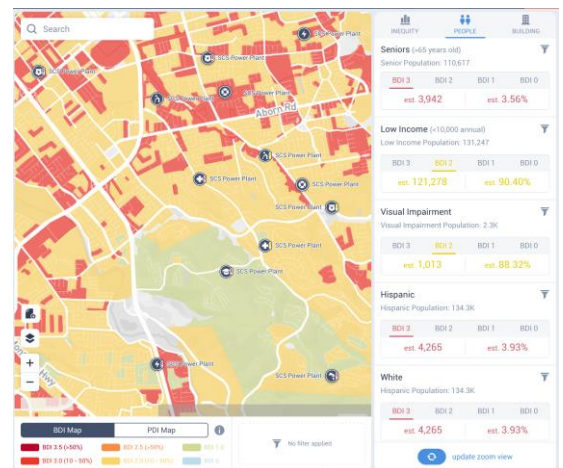 Search
SCS Power Plant
SCS Power Plant
SCS Power Plant
SCS Power Plant
Aborn Rd
SCS Power Plant
SCS Power Plant
SCS Power Plant
SCS Power Plant
SCS Power Plant
SCS Power Plant
SCS Power Plant
SCS Power Plant
Hwy
+
−
BDI Map
PDI Map
No filter applied
BDI 3.5 (>50%)
BDI 2.5 (>50%)
BDI 1.0
BDI 3.0 (10 - 50%)
BDI 2.0 (10 - 50%)
BDI 0
INEQUITY
PEOPLE
BUILDING
Seniors (>65 years old)
Senior Population: 110,617
BDI 3 BDI 2 BDI 1 BDI 0
est. 3,942 est. 3.56%
Low Income (<10,000 annual)
Low Income Population: 131,247
BDI 3 BDI 2 BDI 1 BDI 0
est. 121,278 est. 90.40%
Visual Impairment
Visual Impairment Population: 2.3K
BDI 3 BDI 2 BDI 1 BDI 0
est. 1,013 est. 88.32%
Hispanic
Hispanic Population: 134.3K
BDI 3 BDI 2 BDI 1 BDI 0
est. 4,265 est. 3.93%
White
Hispanic Population: 134.3K
BDI 3 BDI 2 BDI 1 BDI 0
est. 4,265 est. 3.93%
update zoom view